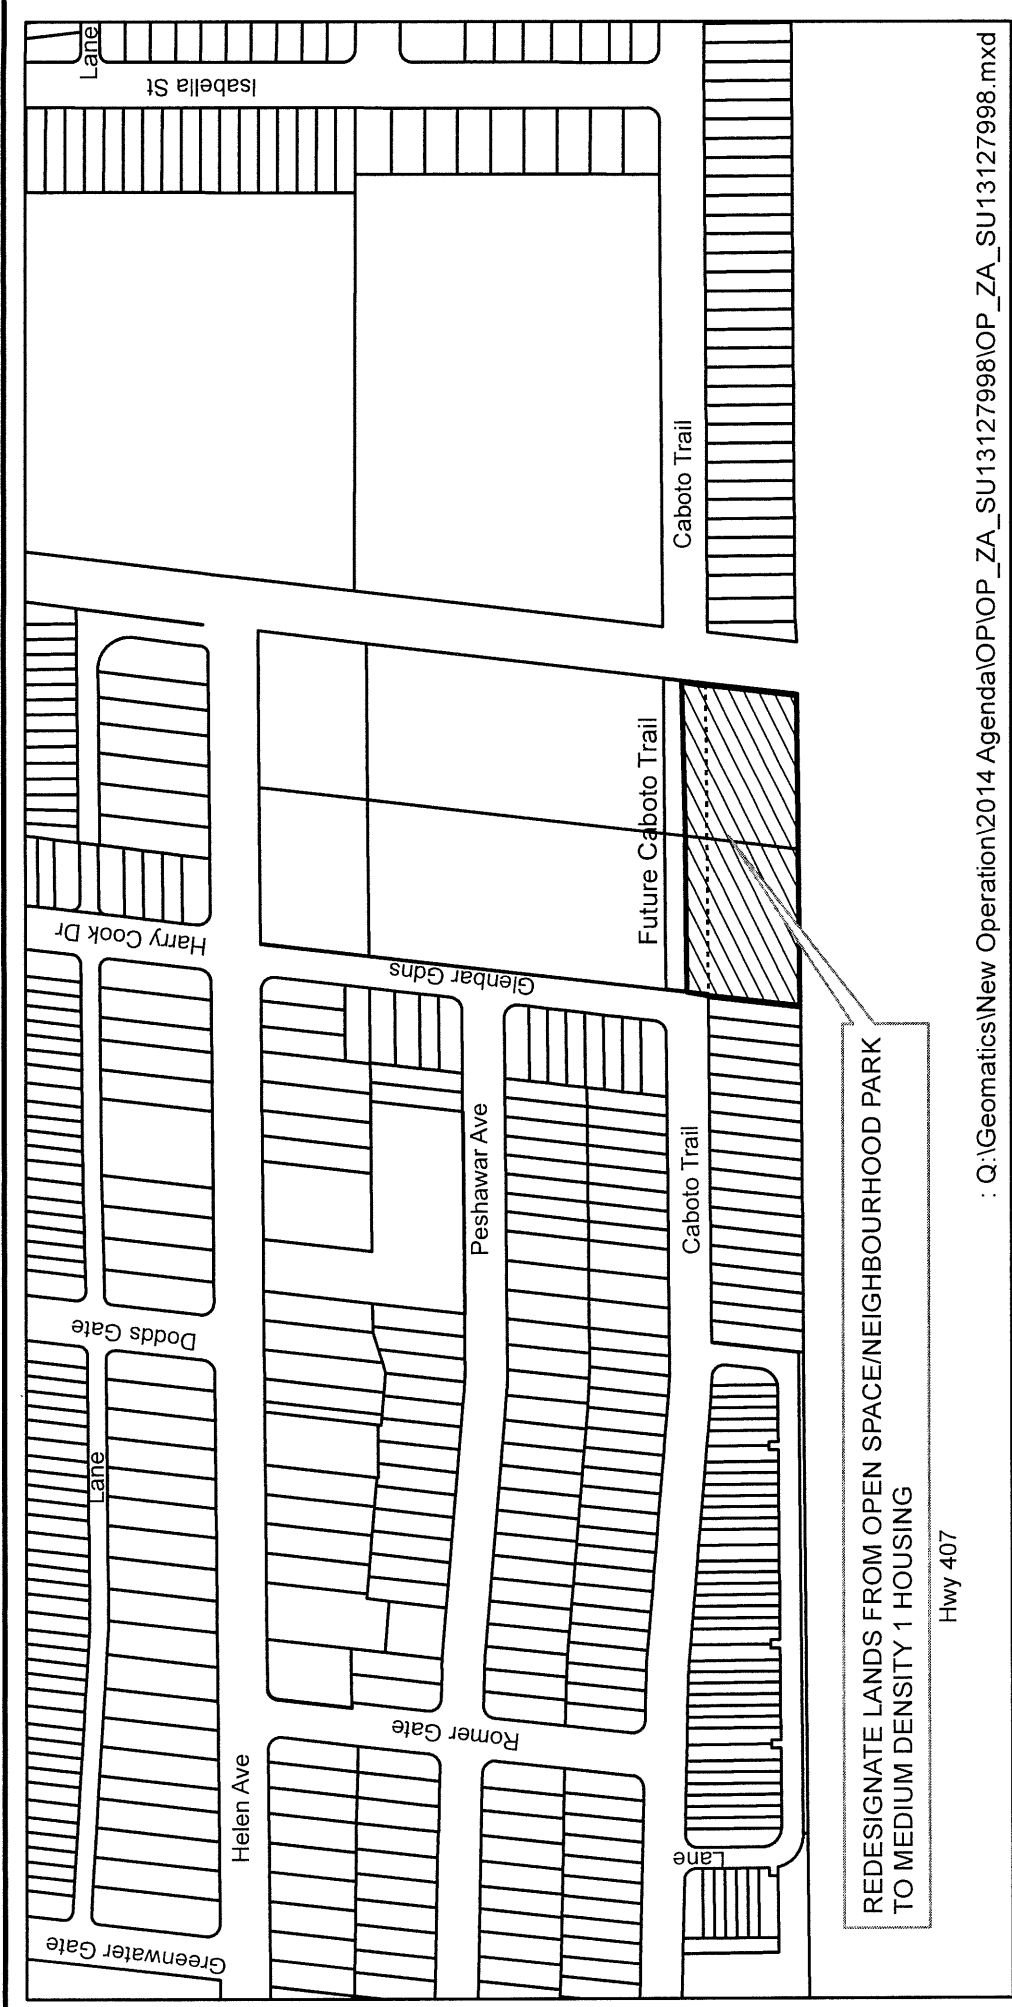 Lane
Isabella St
Caboto Trail
Future Caboto Trail
Harry Cook Dr
Glenbar Gdns
Peshawar Ave
Caboto Trail
Dodds Gate
Lane
Romer Gate
Helen Ave
Lane
Greenwater Gate
REDESIGNATE LANDS FROM OPEN SPACE/NEIGHBOURHOOD PARK
TO MEDIUM DENSITY 1 HOUSING
Hwy 407
: Q:\Geomatics\New Operation\2014 Agenda\OP\OP_ZA_SU13127998\OP_ZA_SU13127998.mxd